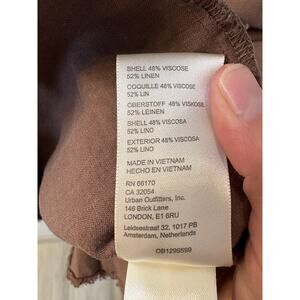 SHELL 48% VISCOSE
52% LINEN
COQUILLE 48% VISCOSE
52% LIN
OBERSTOFF 48% VISKOSE
52% LEINEN
SHELL 48% VISCOSA
52% LINO
EXTERIOR 48% VISCOSA
52% LINO
MADE IN VIETNAM
HECHO EN VIETNAM
RN 66170
CA 32054
Urban Outfitters, Inc.
146 Brick Lane
LONDON, E1 6RU
Leidsestraat 32, 1017 PB
Amsterdam, Netherlands
OB1296599